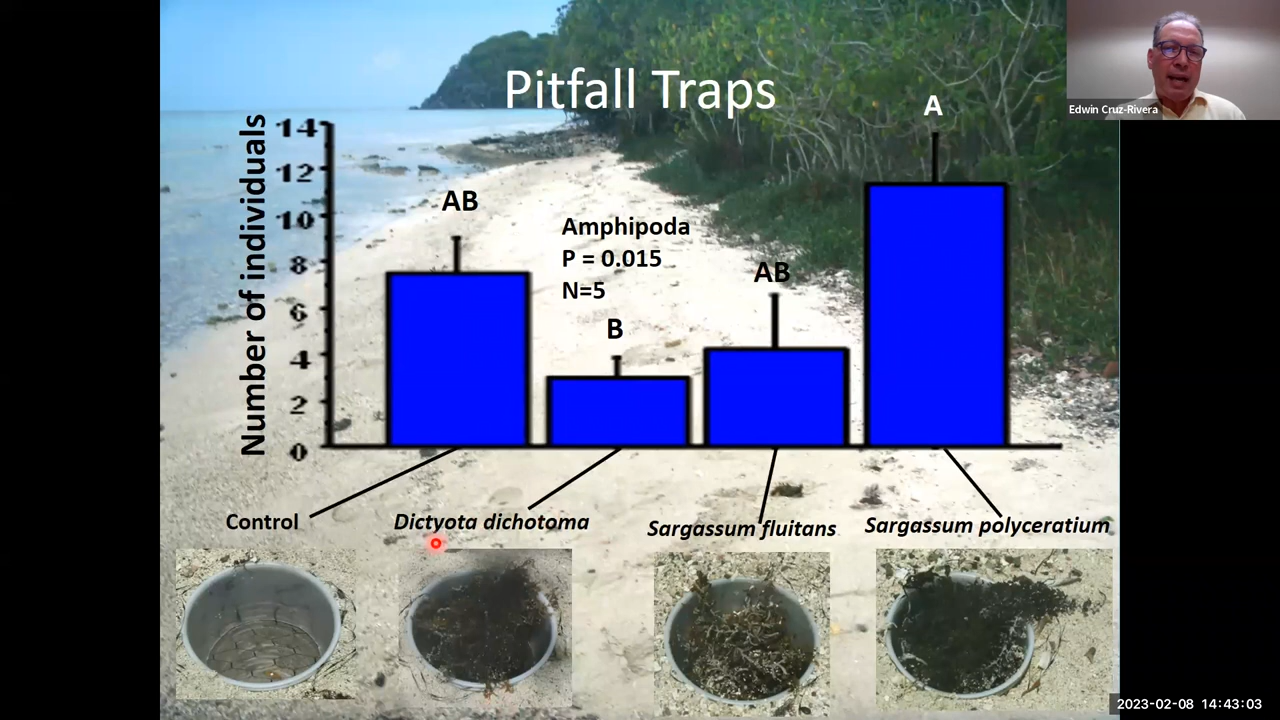 Pitfall Traps
Edwin Cruz-Rivera
Number of individuals
14
12
10
8
6
4
2
0
AB
B
AB
A
Amphipoda
P = 0.015
N=5
Control
Dictyota dichotoma
Sargassum fluitans
Sargassum polyceratium
2023-02-08 14:43:03